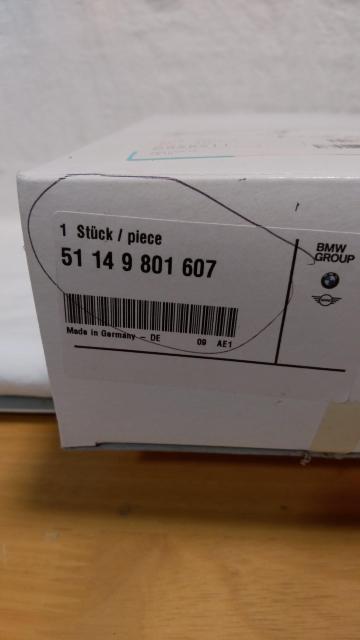 1 Stück / piece
51 14 9 801 607
Made in Germany - DE 09 AE1
BMW
GROUP